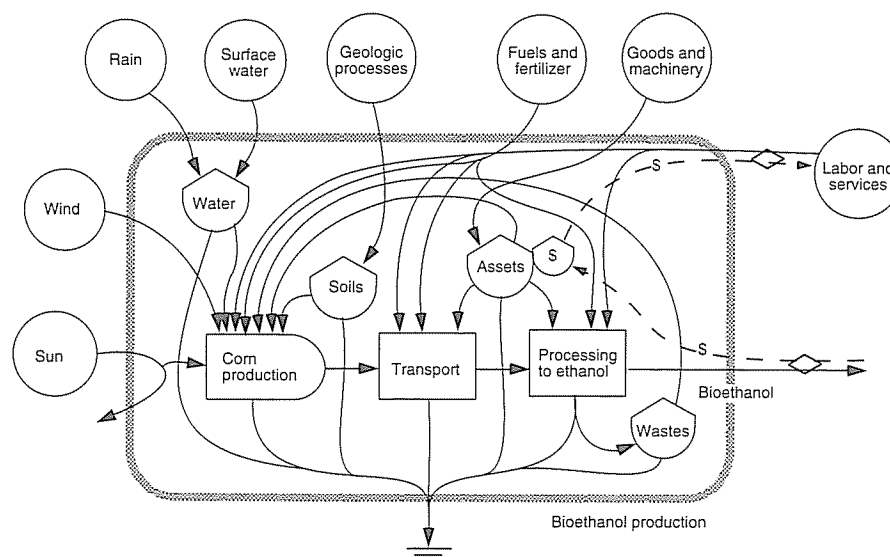 Rain
Surface
water
Geologic
processes
Fuels and
fertilizer
Goods and
machinery
Labor and
services
S
Water
Wind
Assets
S
Soils
Sun
Corn
production
Transport
Processing
to ethanol
S
Bioethanol
Wastes
Bioethanol production